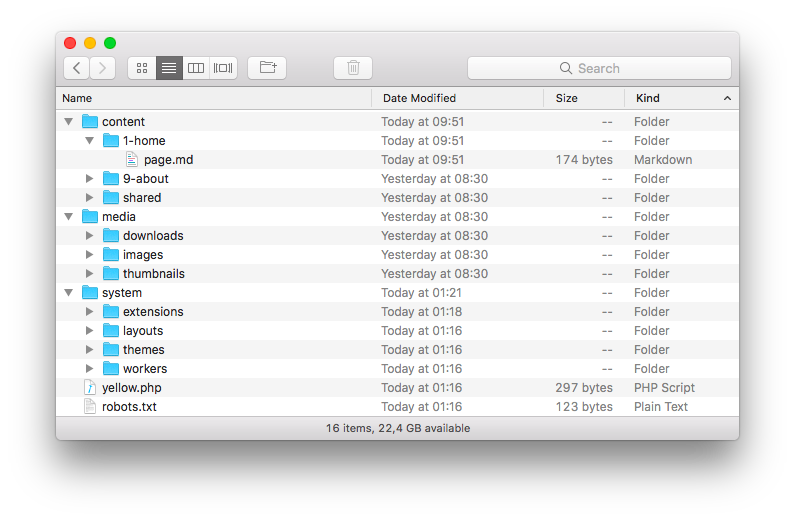 Search
Name Date Modified Size Kind
content Today at 09:51 -- Folder
1-home Today at 09:51 -- Folder
page.md Today at 09:51 174 bytes Markdown
9-about Yesterday at 08:30 -- Folder
shared Yesterday at 08:30 -- Folder
media Yesterday at 08:30 -- Folder
downloads Yesterday at 08:30 -- Folder
images Yesterday at 08:30 -- Folder
thumbnails Yesterday at 08:30 -- Folder
system Today at 01:21 -- Folder
extensions Today at 01:18 -- Folder
layouts Today at 01:16 -- Folder
themes Today at 01:16 -- Folder
workers Today at 01:16 -- Folder
yellow.php Today at 01:16 297 bytes PHP Script
robots.txt Today at 01:16 123 bytes Plain Text
16 items, 22,4 GB available